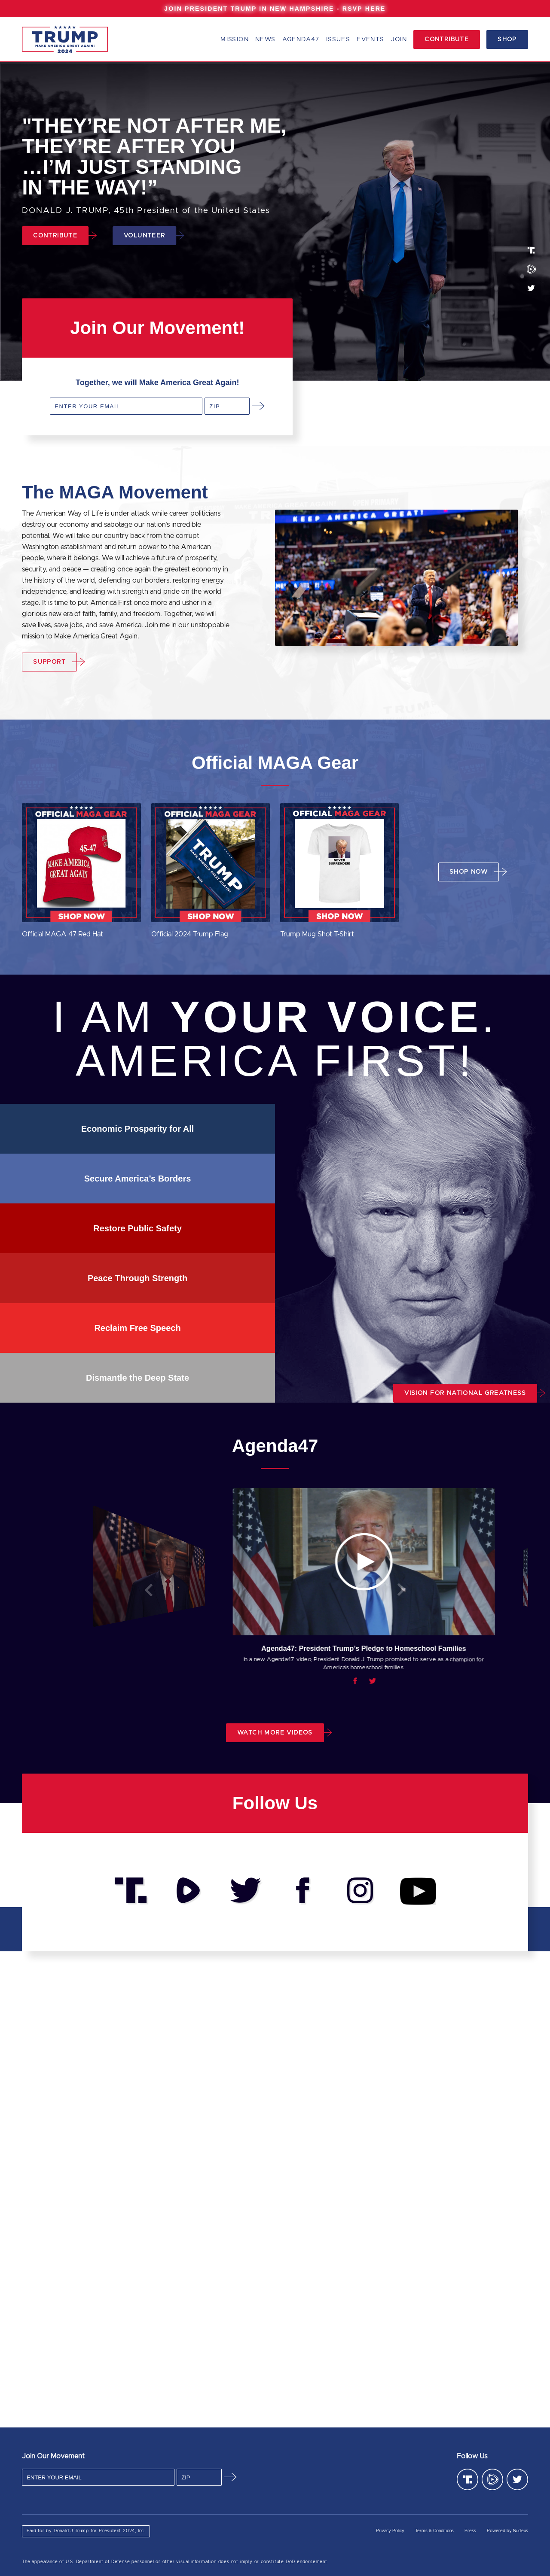 JOIN PRESIDENT TRUMP IN NEW HAMPSHIRE - RSVP HERE
TRUMP
MAKE AMERICA GREAT AGAIN!
2024
MISSION NEWS AGENDA47 ISSUES EVENTS JOIN CONTRIBUTE SHOP
"THEY’RE NOT AFTER ME,
THEY’RE AFTER YOU
…I’M JUST STANDING
IN THE WAY!”
DONALD J. TRUMP, 45th President of the United States
CONTRIBUTE VOLUNTEER
Join Our Movement!
Together, we will Make America Great Again!
ENTER YOUR EMAIL ZIP
The MAGA Movement
The American Way of Life is under attack while career politicians
destroy our economy and sabotage our nation's incredible
potential. We will take our country back from the corrupt
Washington establishment and return power to the American
people, where it belongs. We will achieve a future of prosperity,
security, and peace — creating once again the greatest economy in
the history of the world, defending our borders, restoring energy
independence, and leading with strength and pride on the world
stage. It is time to put America First once more and usher in a
glorious new era of faith, family, and freedom. Together, we will
save lives, save jobs, and save America. Join me in our unstoppable
mission to Make America Great Again.
KEEP AMERICA GREAT!
SUPPORT
Official MAGA Gear
OFFICIAL MAGA GEAR
45-47
MAKE AMERICA
GREAT AGAIN
SHOP NOW
Official MAGA 47 Red Hat
OFFICIAL MAGA GEAR
TRUMP
SHOP NOW
Official 2024 Trump Flag
OFFICIAL MAGA GEAR
NEVER
SURRENDER!
SHOP NOW
Trump Mug Shot T-Shirt
SHOP NOW
I AM YOUR VOICE.
AMERICA FIRST!
Economic Prosperity for All
Secure America’s Borders
Restore Public Safety
Peace Through Strength
Reclaim Free Speech
Dismantle the Deep State
VISION FOR NATIONAL GREATNESS
Agenda47
Agenda47: President Trump’s Pledge to Homeschool Families
In a new Agenda47 video, President Donald J. Trump promised to serve as a champion for
America's homeschool families.
WATCH MORE VIDEOS
Follow Us
Join Our Movement
ENTER YOUR EMAIL ZIP
Follow Us
Paid for by Donald J Trump for President 2024, Inc.
Privacy Policy Terms & Conditions Press Powered by Nucleus
The appearance of U.S. Department of Defense personnel or other visual information does not imply or constitute DoD endorsement